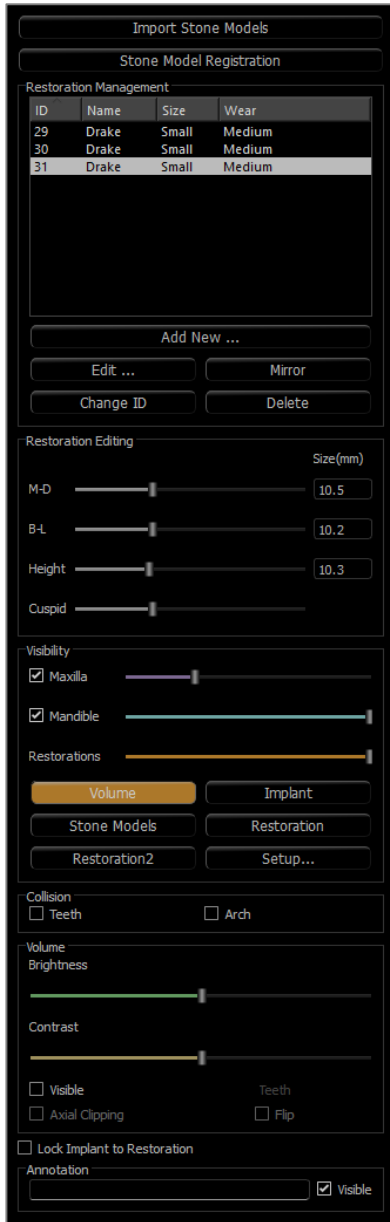 Import Stone Models
Stone Model Registration
Restoration Management
ID Name Size Wear
29 Drake Small Medium
30 Drake Small Medium
31 Drake Small Medium
Add New ...
Edit ... Mirror
Change ID Delete
Restoration Editing
Size(mm)
M-D 10.5
B-L 10.2
Height 10.3
Cuspid
Visibility
Maxilla
Mandible
Restorations
Volume Implant
Stone Models Restoration
Restoration2 Setup...
Collision
Teeth Arch
Volume
Brightness
Contrast
Visible Teeth
Axial Clipping Flip
Lock Implant to Restoration
Annotation
Visible